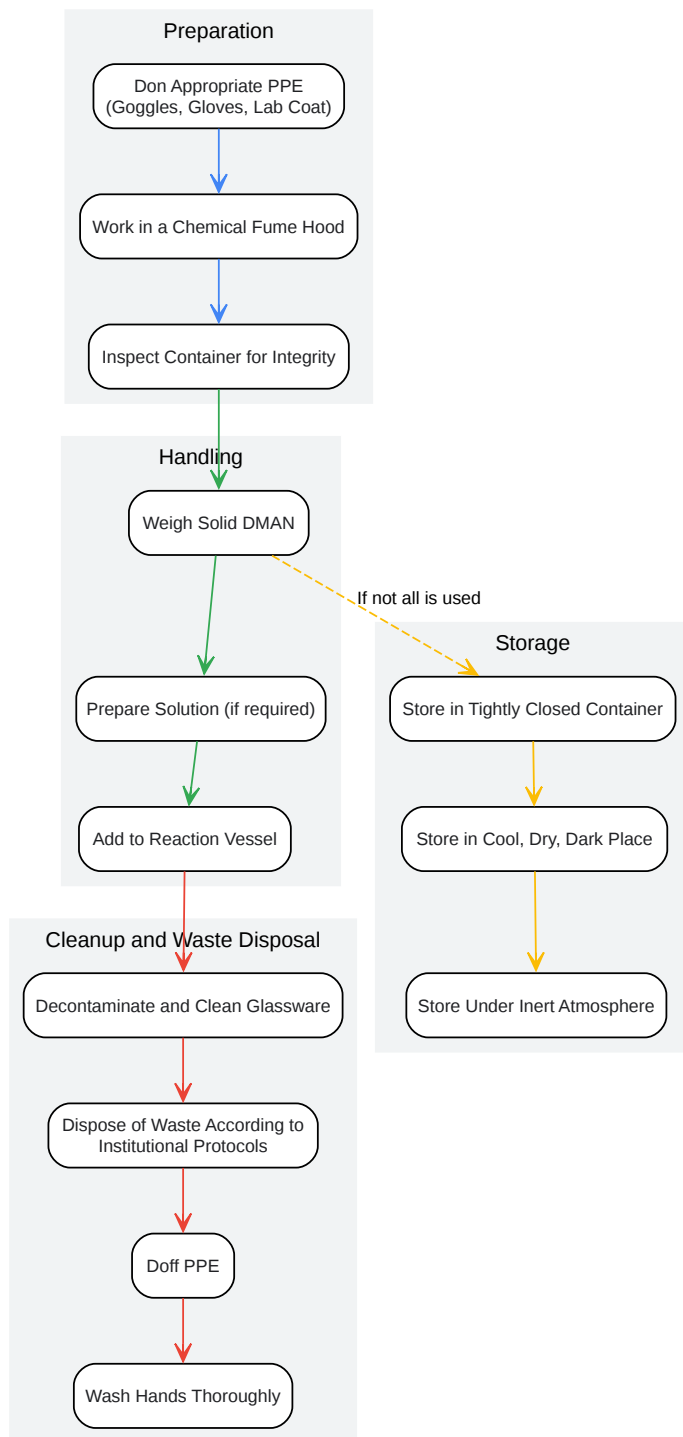 Preparation
Don Appropriate PPE
(Goggles, Gloves, Lab Coat)
Work in a Chemical Fume Hood
Inspect Container for Integrity
Handling
Weigh Solid DMAN
If not all is used
Prepare Solution (if required)
Add to Reaction Vessel
Storage
Store in Tightly Closed Container
Store in Cool, Dry, Dark Place
Store Under Inert Atmosphere
Cleanup and Waste Disposal
Decontaminate and Clean Glassware
Dispose of Waste According to
Institutional Protocols
Doff PPE
Wash Hands Thoroughly